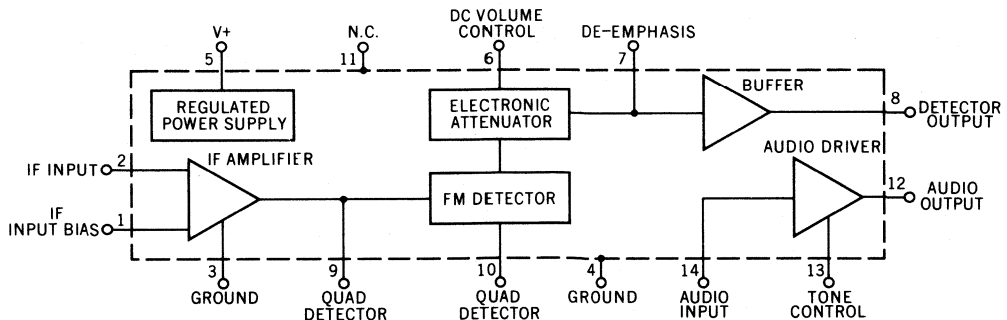 V+
5
N.C.
11
DC VOLUME
CONTROL
6
DE-EMPHASIS
7
REGULATED
POWER SUPPLY
ELECTRONIC
ATTENUATOR
BUFFER
8
DETECTOR
OUTPUT
IF INPUT
2
IF AMPLIFIER
FM DETECTOR
AUDIO DRIVER
12
AUDIO
OUTPUT
IF
INPUT BIAS
1
3
GROUND
9
QUAD
DETECTOR
10
QUAD
DETECTOR
4
GROUND
14
AUDIO
INPUT
13
TONE
CONTROL